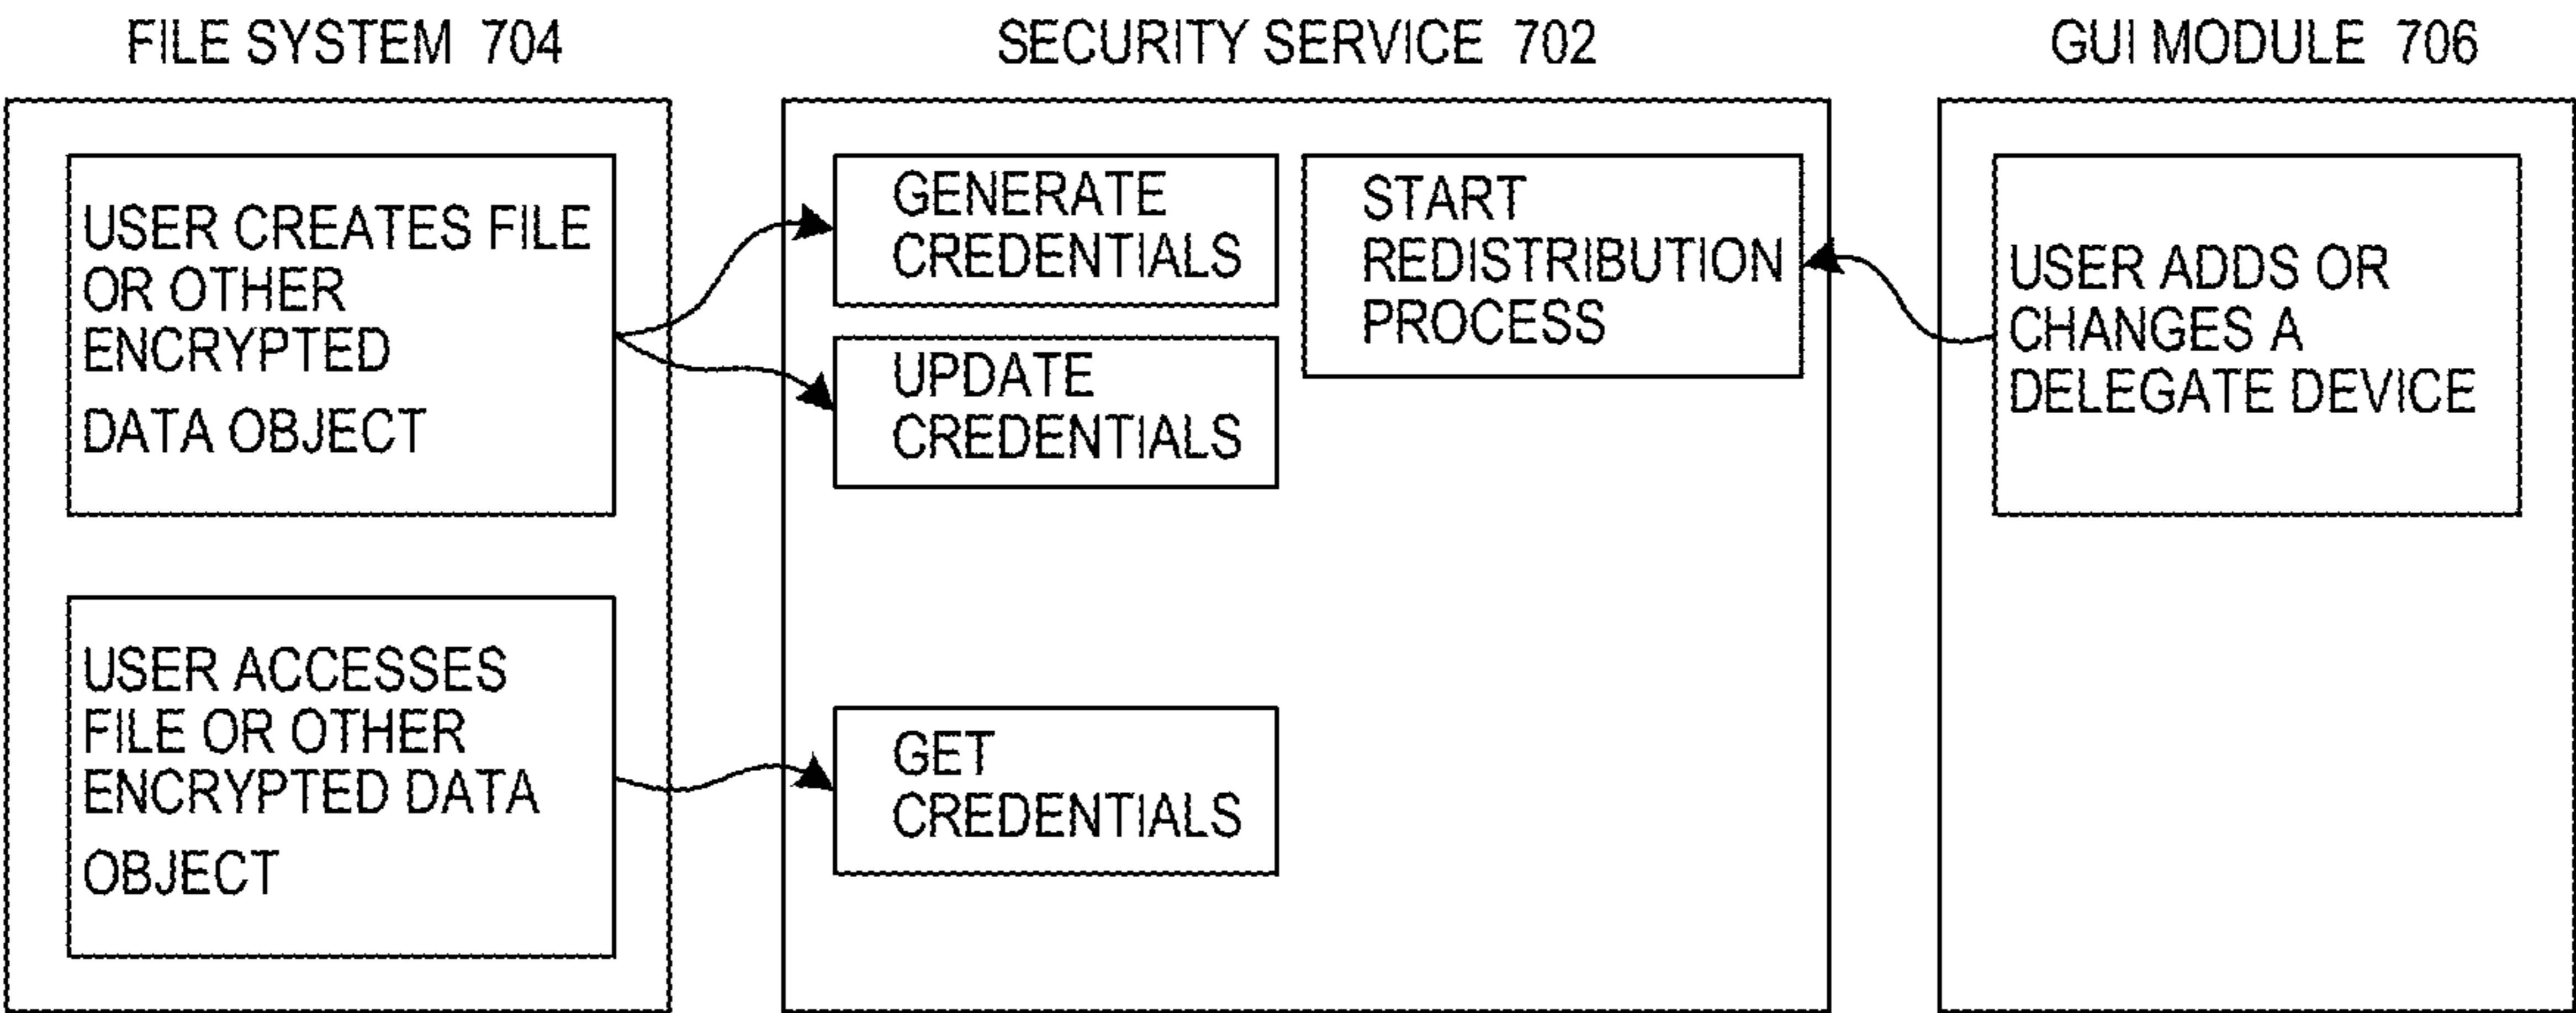 FILE SYSTEM 704
SECURITY SERVICE 702
GUI MODULE 706
USER CREATES FILE
OR OTHER
ENCRYPTED
DATA OBJECT
USER ACCESSES
FILE OR OTHER
ENCRYPTED DATA
OBJECT
GENERATE
CREDENTIALS
UPDATE
CREDENTIALS
GET
CREDENTIALS
START
REDISTRIBUTION
PROCESS
USER ADDS OR
CHANGES A
DELEGATE DEVICE